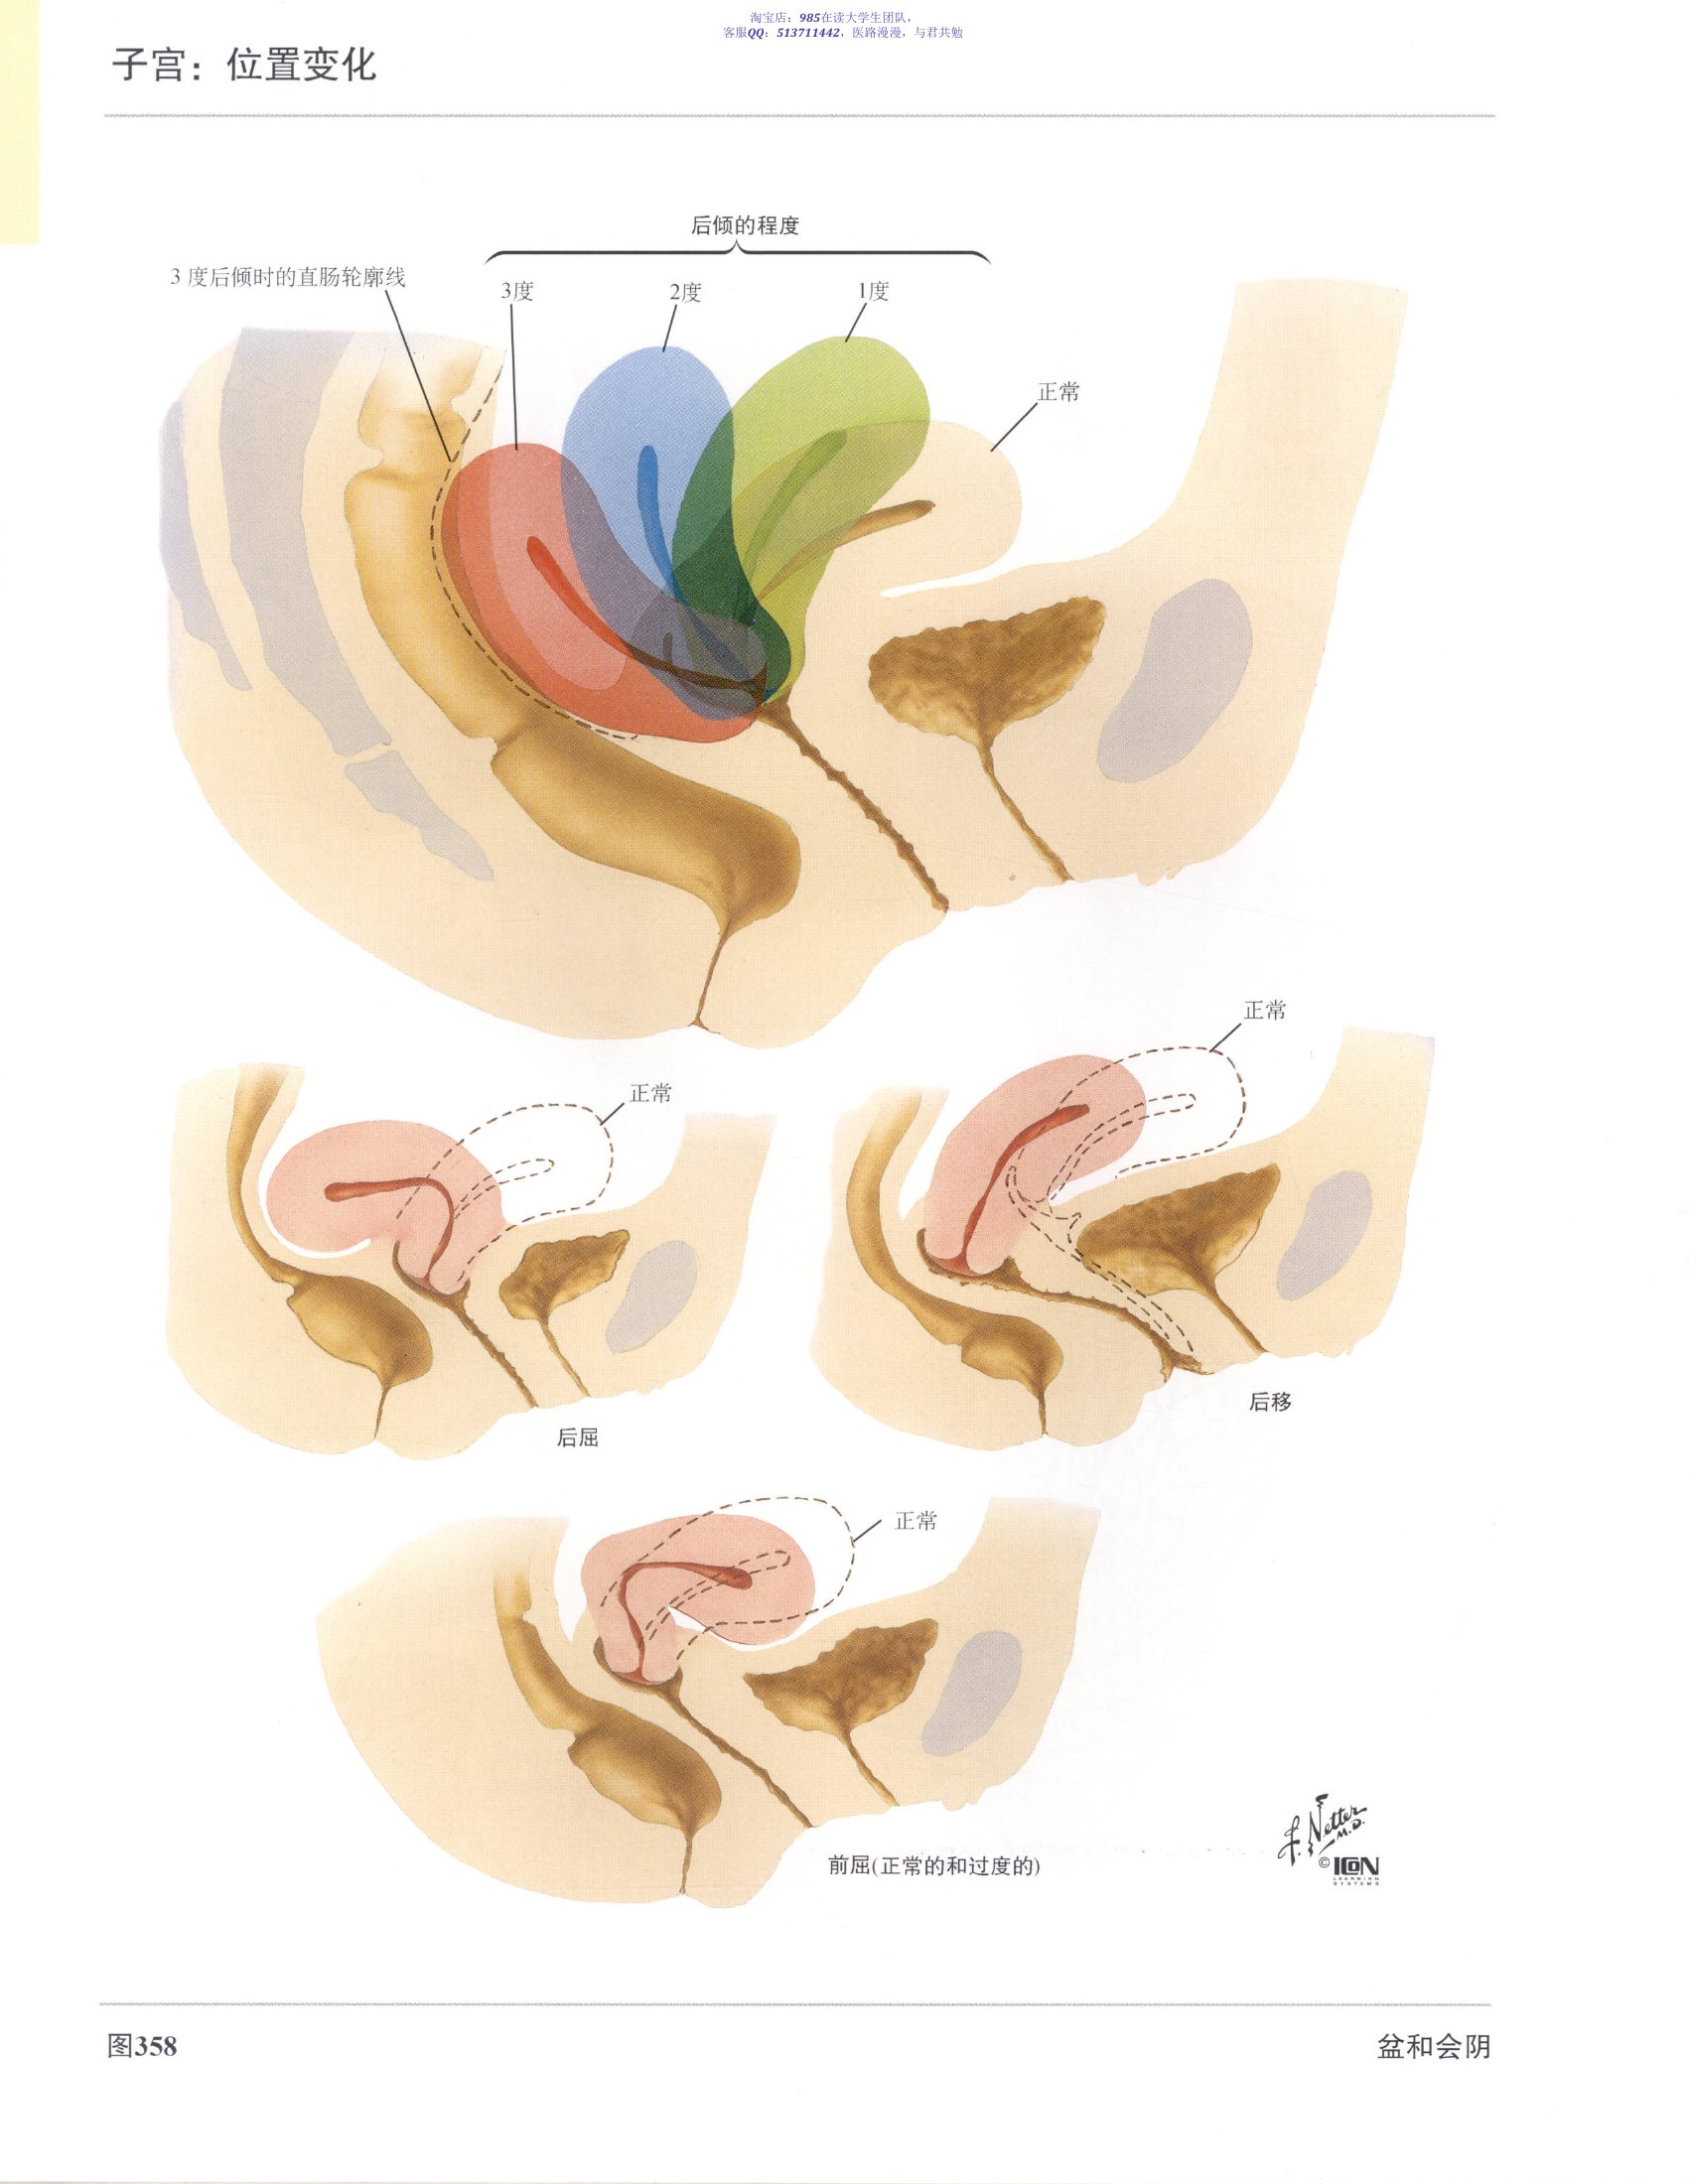 淘宝店：985在读大学生团队，
客服QQ：513711442，医路漫漫，与君共勉
子宫：位置变化
后倾的程度
3 度后倾时的直肠轮廓线
3度
2度
1度
正常
正常
正常
后移
后屈
正常
前屈(正常的和过度的)
F. Netter
M.D.
© ICON
LEARNING
SYSTEMS
图358
盆和会阴